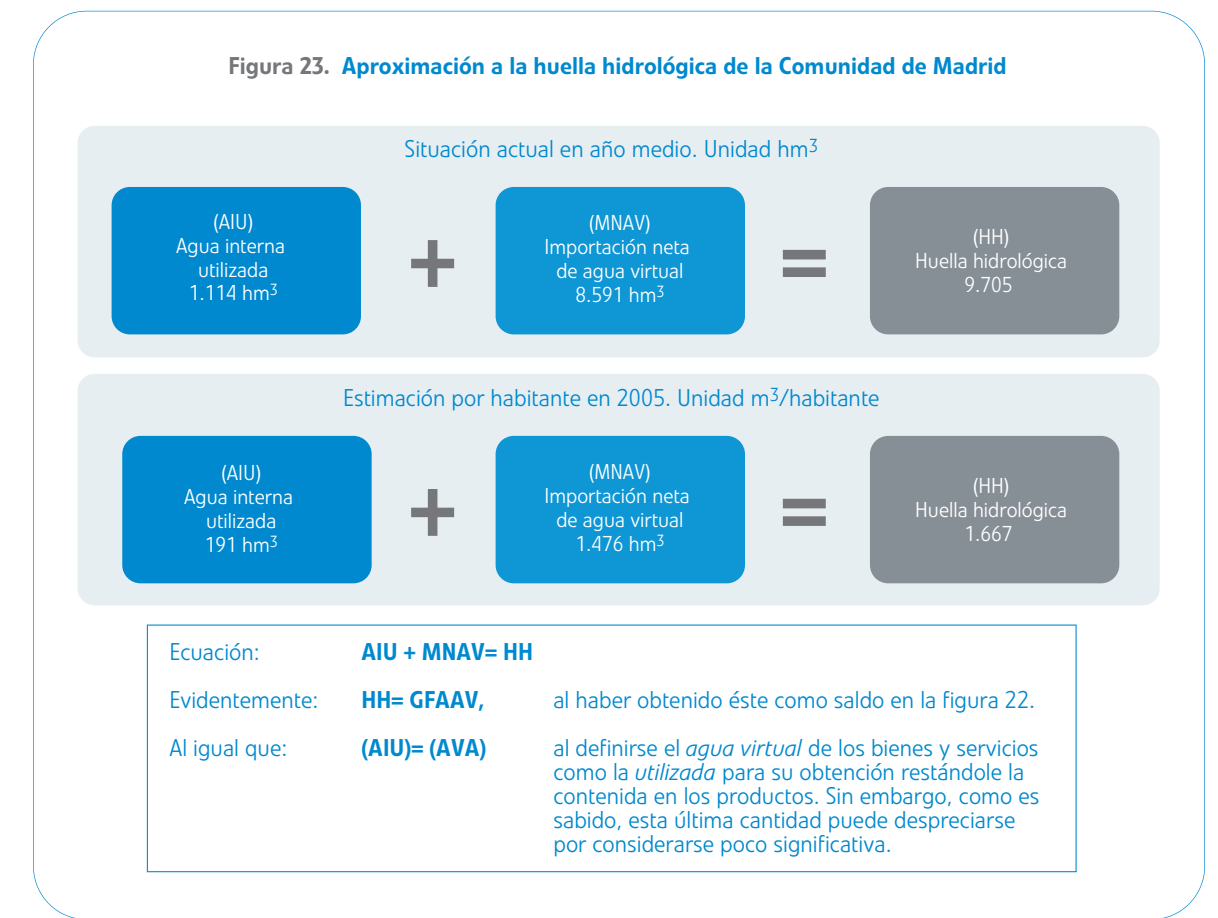 Figura 23. Aproximación a la huella hidrológica de la Comunidad de Madrid
Situación actual en año medio. Unidad hm³
(AIU)
Agua interna
utilizada
1.114 hm³
+
(MNAV)
Importación neta
de agua virtual
8.591 hm³
=
(HH)
Huella hidrológica
9.705
Estimación por habitante en 2005. Unidad m³/habitante
(AIU)
Agua interna
utilizada
191 hm³
+
(MNAV)
Importación neta
de agua virtual
1.476 hm³
=
(HH)
Huella hidrológica
1.667
Ecuación: AIU + MNAV= HH
Evidentemente: HH= GFAAV, al haber obtenido éste como saldo en la figura 22.
Al igual que: (AIU)= (AVA) al definirse el agua virtual de los bienes y servicios
como la utilizada para su obtención restándole la
contenida en los productos. Sin embargo, como es
sabido, esta última cantidad puede despreciarse
por considerarse poco significativa.